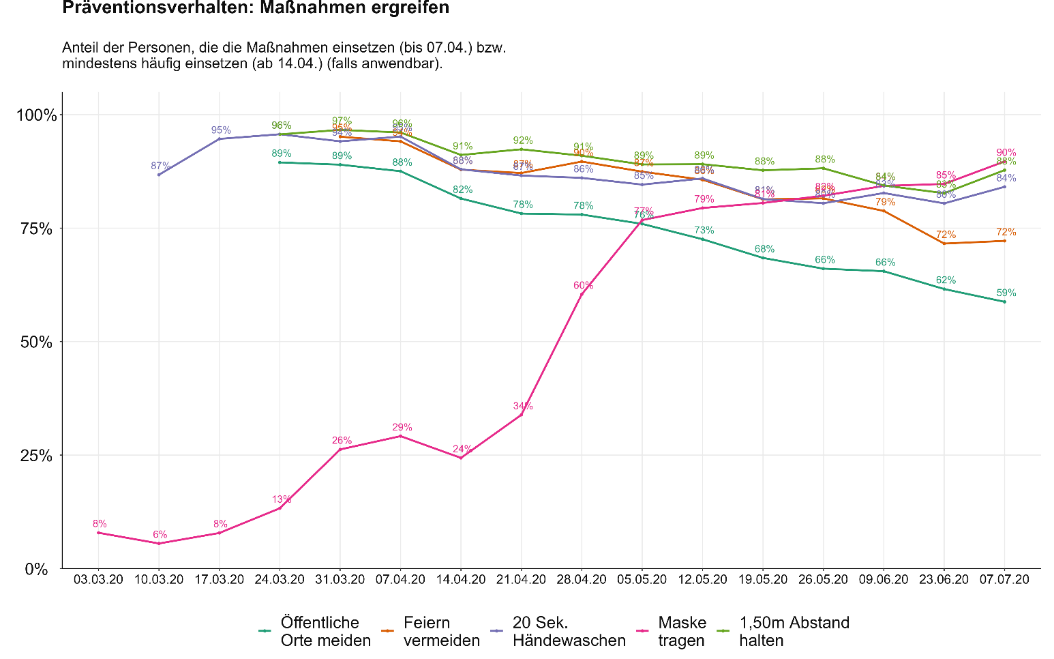 Präventionsverhalten: Maßnahmen ergreifen
Anteil der Personen, die die Maßnahmen einsetzen (bis 07.04.) bzw.
mindestens häufig einsetzen (ab 14.04.) (falls anwendbar).
100%
75%
50%
25%
0%
87% 95% 96% 97% 96% 91% 92% 91% 89% 89% 88% 88% 84% 90%
89% 89% 88% 88% 87% 90% 86% 85% 79% 81% 85% 88% 84%
82% 78% 78% 77% 76% 73% 68% 66% 79% 66% 72% 62% 72% 59%
60%
34%
26% 29% 24%
13%
8% 6% 8%
03.03.20 10.03.20 17.03.20 24.03.20 31.03.20 07.04.20 14.04.20 21.04.20 28.04.20 05.05.20 12.05.20 19.05.20 26.05.20 09.06.20 23.06.20 07.07.20
Öffentliche Feiern 20 Sek. Maske 1,50m Abstand
Orte meiden vermeiden Händewaschen tragen halten